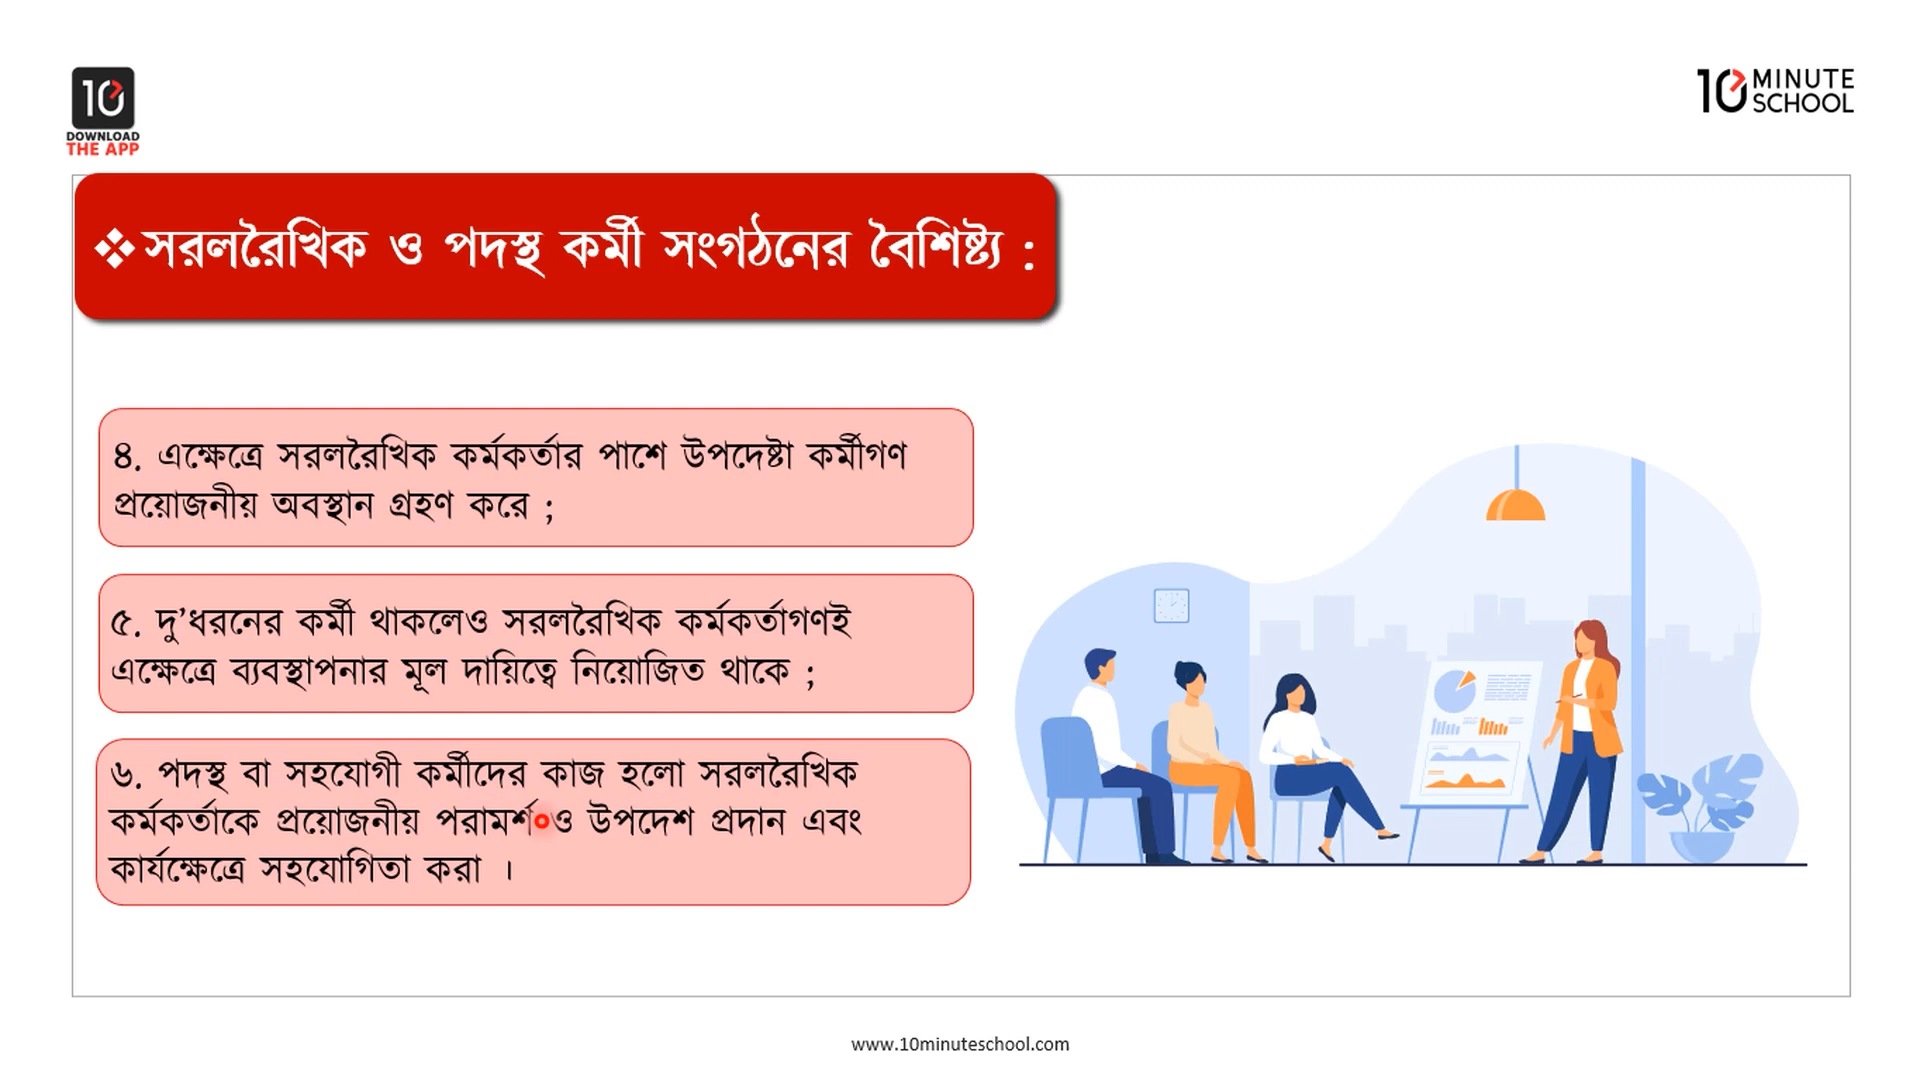 10
DOWNLOAD
THE APP
10 MINUTE
SCHOOL
❖সরলরৈখিক ও পদস্থ কর্মী সংগঠনের বৈশিষ্ট্য :
৪. এক্ষেত্রে সরলরৈখিক কর্মকর্তার পাশে উপদেষ্টা কর্মীগণ
প্রয়োজনীয় অবস্থান গ্রহণ করে ;
৫. দু’ধরনের কর্মী থাকলেও সরলরৈখিক কর্মকর্তাগণই
এক্ষেত্রে ব্যবস্থাপনার মূল দায়িত্বে নিয়োজিত থাকে ;
৬. পদস্থ বা সহযোগী কর্মীদের কাজ হলো সরলরৈখিক
কর্মকর্তাকে প্রয়োজনীয় পরামর্শ ও উপদেশ প্রদান এবং
কার্যক্ষেত্রে সহযোগিতা করা ।
www.10minuteschool.com